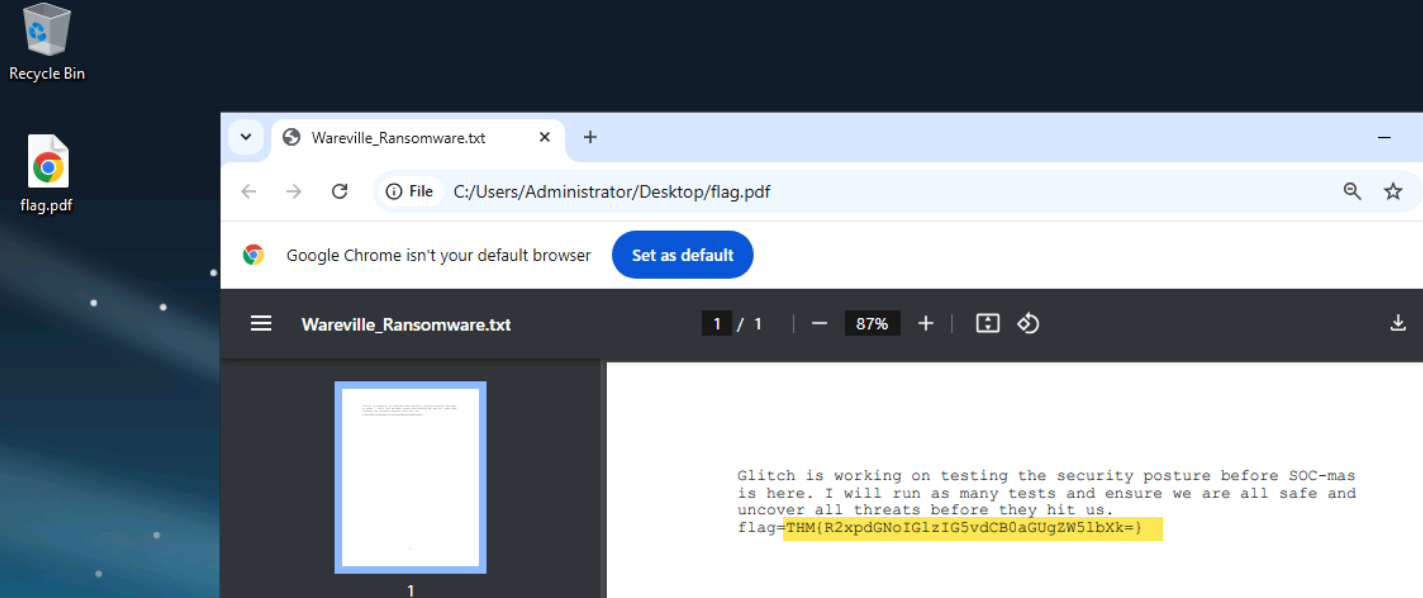 Recycle Bin
flag.pdf
Wareville_Ransomware.txt
File C:/Users/Administrator/Desktop/flag.pdf
Google Chrome isn't your default browser Set as default
Wareville_Ransomware.txt 1 / 1 87%
1
Glitch is working on testing the security posture before SOC-mas
is here. I will run as many tests and ensure we are all safe and
uncover all threats before they hit us.
flag=THM{R2xpdGNoIGlzIG5vdCB0aGUgZW5lbXk=}